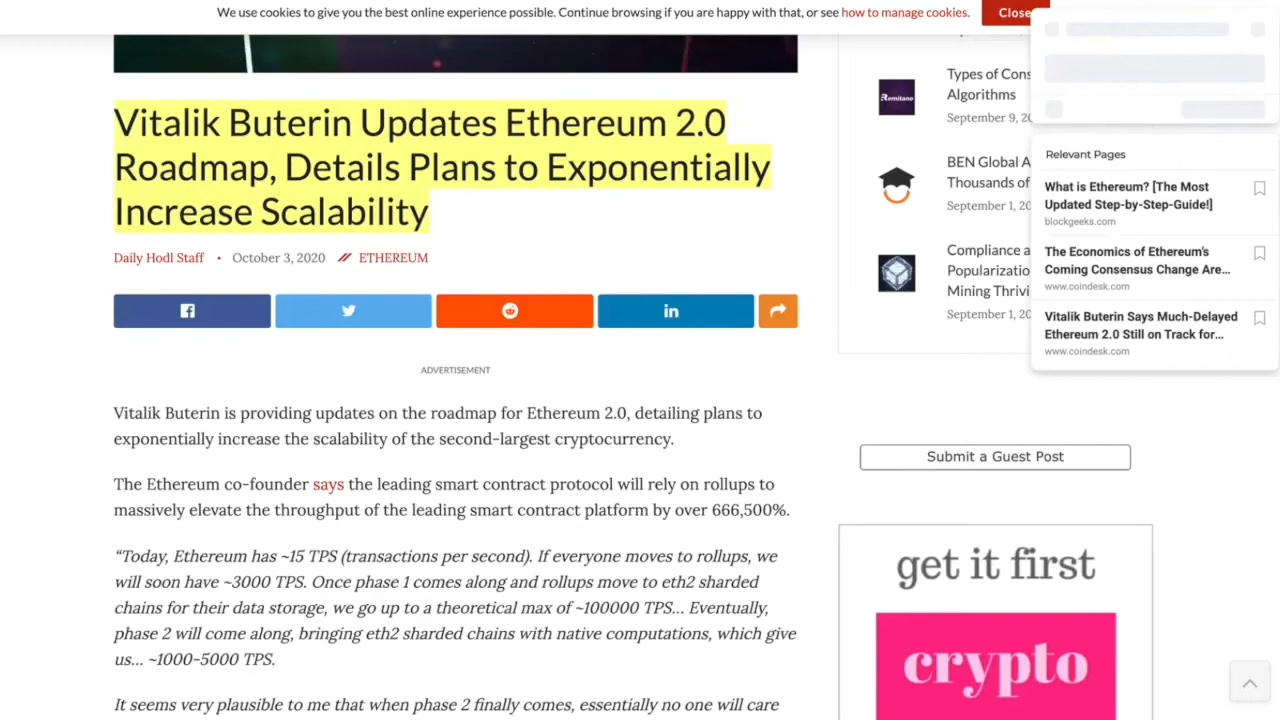 We use cookies to give you the best online experience possible. Continue browsing if you are happy with that, or see how to manage cookies.
Close
Vitalik Buterin Updates Ethereum 2.0
Roadmap, Details Plans to Exponentially
Increase Scalability
Daily Hodl Staff • October 3, 2020 // ETHEREUM
ADVERTISEMENT
Vitalik Buterin is providing updates on the roadmap for Ethereum 2.0, detailing plans to
exponentially increase the scalability of the second-largest cryptocurrency.
The Ethereum co-founder says the leading smart contract protocol will rely on rollups to
massively elevate the throughput of the leading smart contract platform by over 666,500%.
“Today, Ethereum has ~15 TPS (transactions per second). If everyone moves to rollups, we
will soon have ~3000 TPS. Once phase 1 comes along and rollups move to eth2 sharded
chains for their data storage, we go up to a theoretical max of ~100000 TPS… Eventually,
phase 2 will come along, bringing eth2 sharded chains with native computations, which give
us… ~1000-5000 TPS.
It seems very plausible to me that when phase 2 finally comes, essentially no one will care
Remitano
Types of Cons
Algorithms
September 9, 20
BEN Global A
Thousands of
September 1, 20
Compliance a
Popularizatio
Mining Thrivi
September 1, 20
Relevant Pages
What is Ethereum? [The Most
Updated Step-by-Step-Guide!]
blockgeeks.com
The Economics of Ethereum’s
Coming Consensus Change Are...
www.coindesk.com
Vitalik Buterin Says Much-Delayed
Ethereum 2.0 Still on Track for...
www.coindesk.com
Submit a Guest Post
get it first
crypto